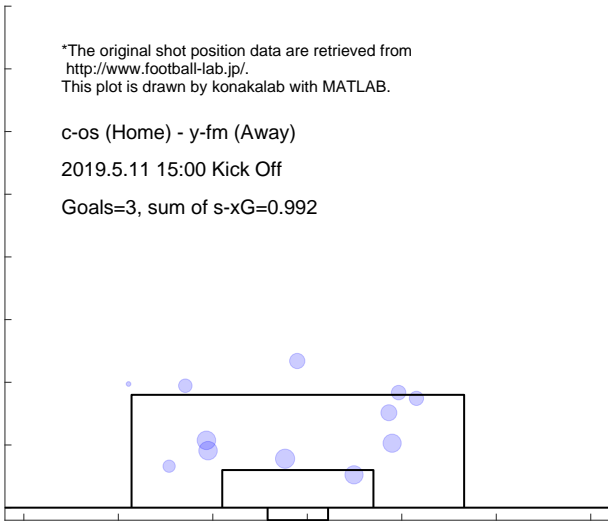 *The original shot position data are retrieved from
http://www.football-lab.jp/.
This plot is drawn by konakalab with MATLAB.
c-os (Home) - y-fm (Away)
2019.5.11 15:00 Kick Off
Goals=3, sum of s-xG=0.992